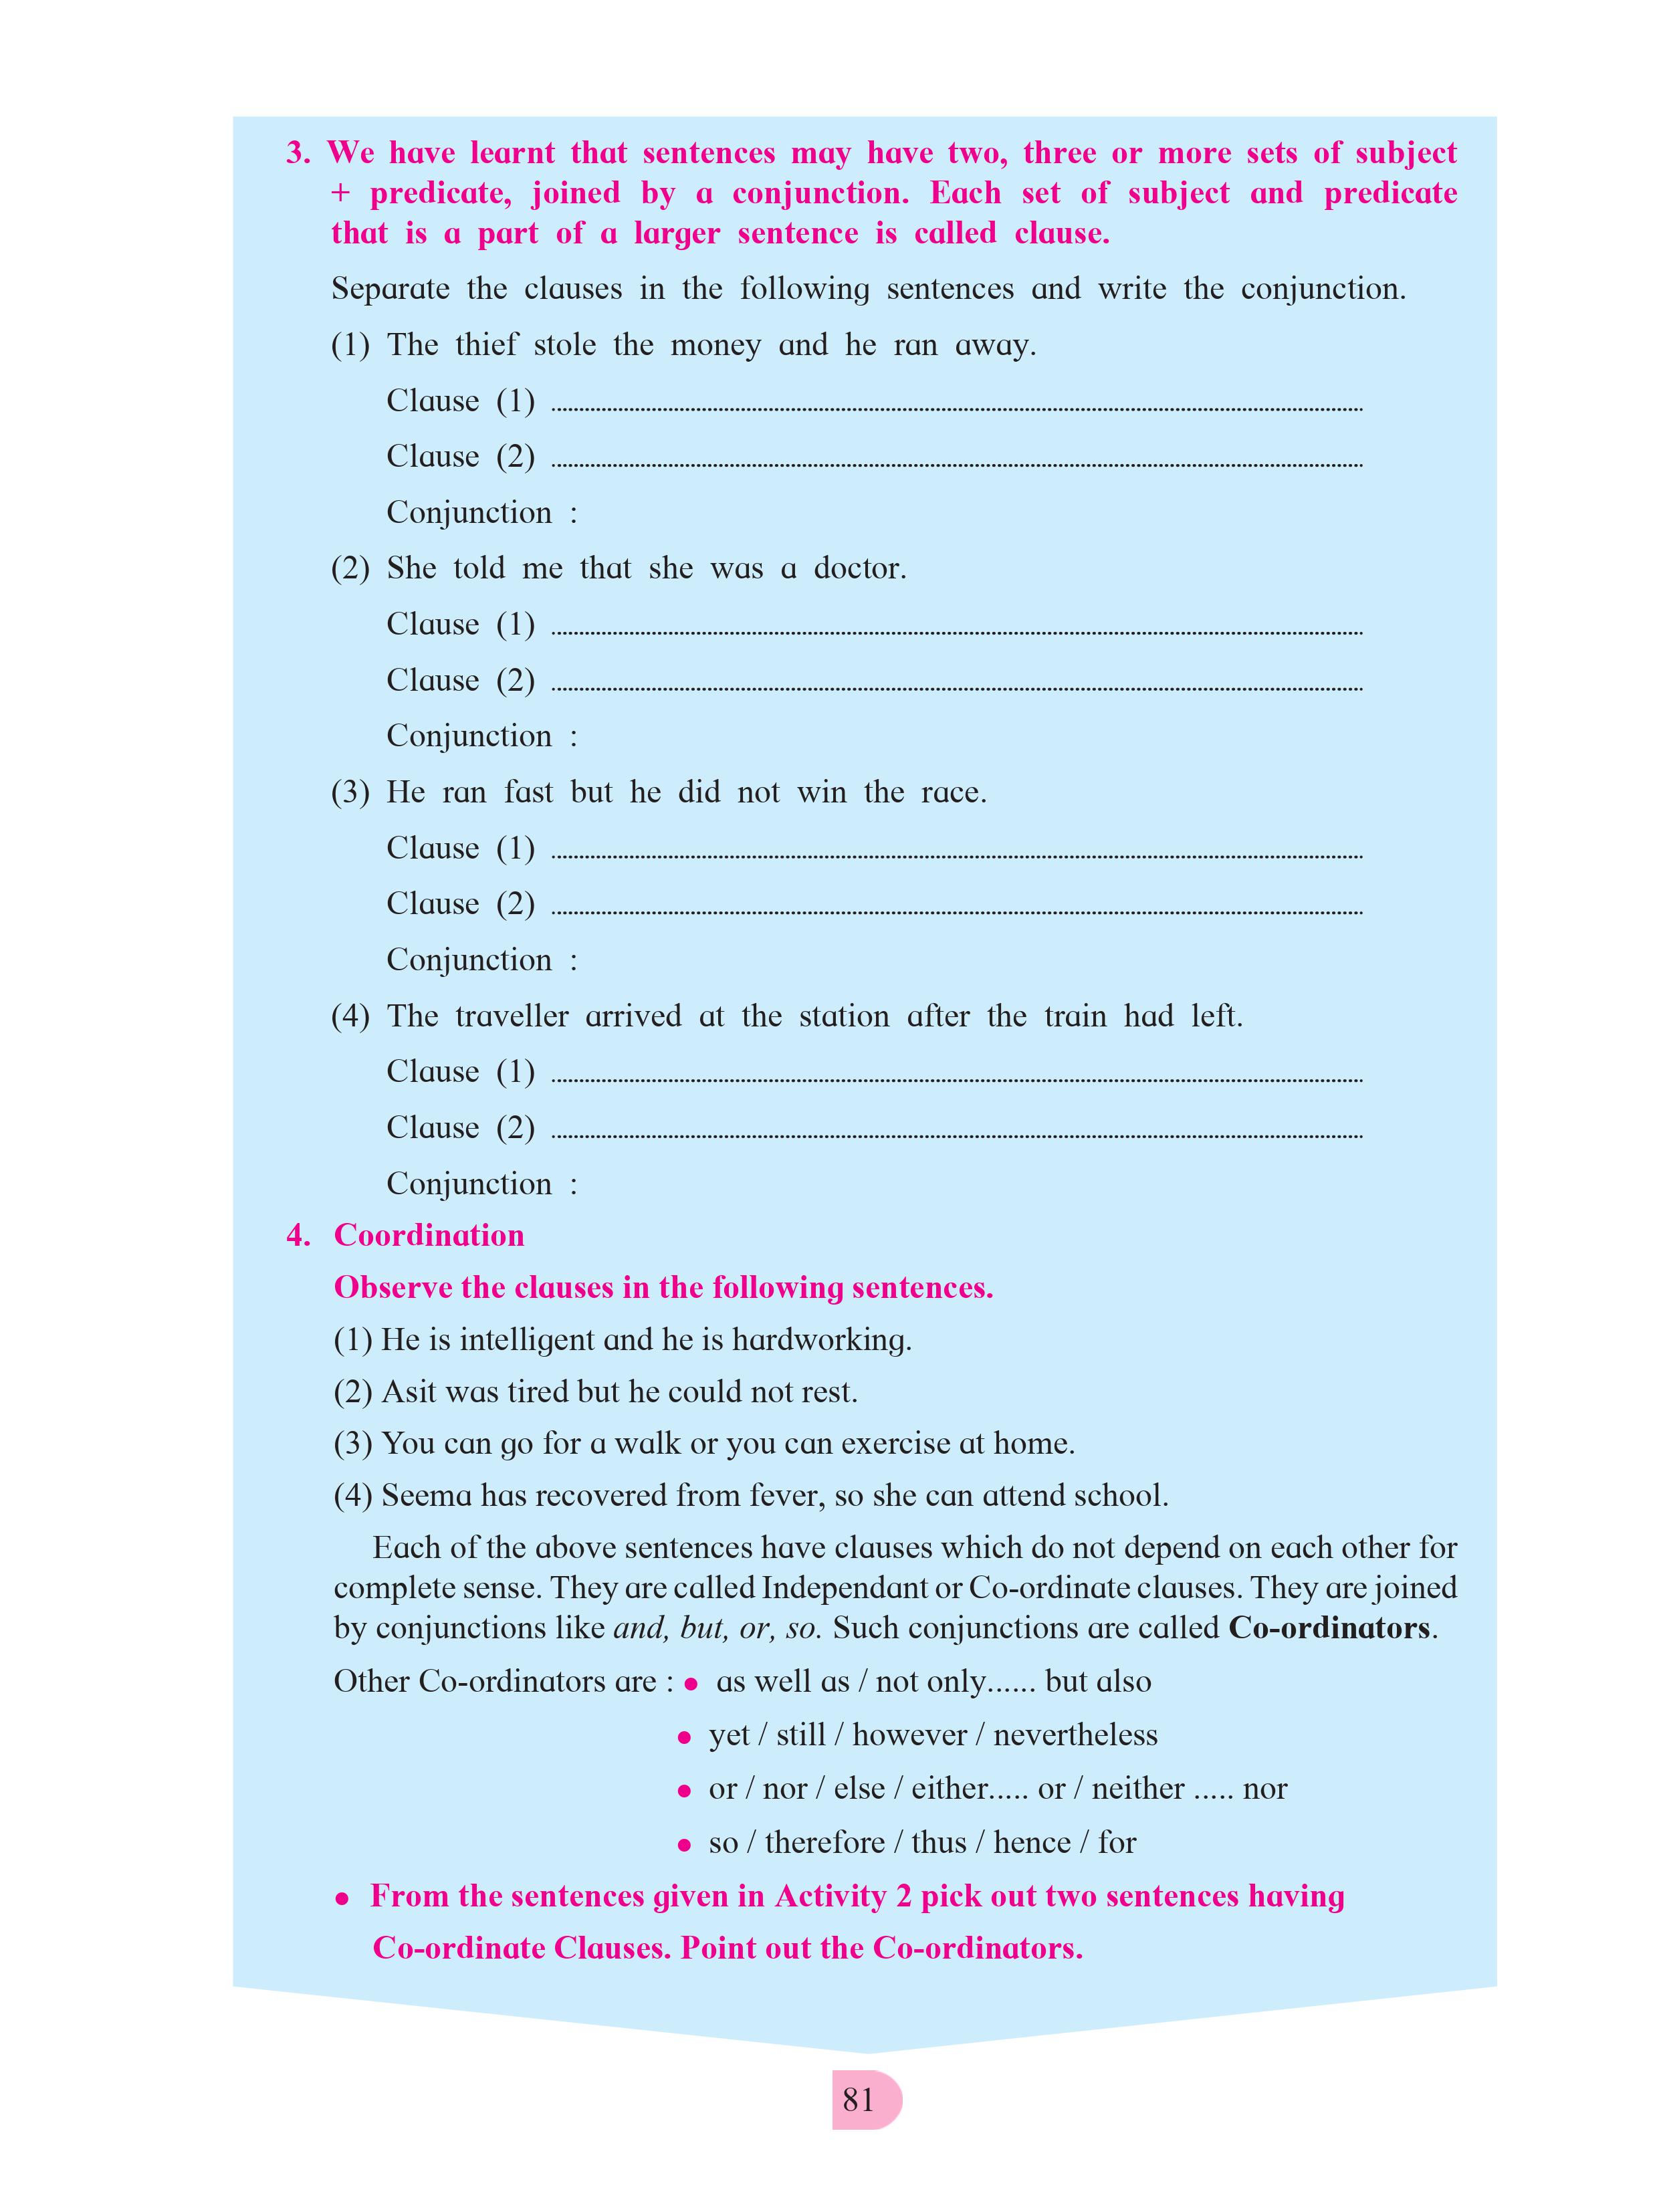 3. We have learnt that sentences may have two, three or more sets of subject
+ predicate, joined by a conjunction. Each set of subject and predicate
that is a part of a larger sentence is called clause.
Separate the clauses in the following sentences and write the conjunction.
(1) The thief stole the money and he ran away.
Clause (1) ..........................................................................................
Clause (2) ..........................................................................................
Conjunction :
(2) She told me that she was a doctor.
Clause (1) ..........................................................................................
Clause (2) ..........................................................................................
Conjunction :
(3) He ran fast but he did not win the race.
Clause (1) ..........................................................................................
Clause (2) ..........................................................................................
Conjunction :
(4) The traveller arrived at the station after the train had left.
Clause (1) ..........................................................................................
Clause (2) ..........................................................................................
Conjunction :
4. Coordination
Observe the clauses in the following sentences.
(1) He is intelligent and he is hardworking.
(2) Asit was tired but he could not rest.
(3) You can go for a walk or you can exercise at home.
(4) Seema has recovered from fever, so she can attend school.
Each of the above sentences have clauses which do not depend on each other for
complete sense. They are called Independant or Co-ordinate clauses. They are joined
by conjunctions like and, but, or, so. Such conjunctions are called Co-ordinators.
Other Co-ordinators are : • as well as / not only...... but also
• yet / still / however / nevertheless
• or / nor / else / either..... or / neither ..... nor
• so / therefore / thus / hence / for
• From the sentences given in Activity 2 pick out two sentences having
Co-ordinate Clauses. Point out the Co-ordinators.
81